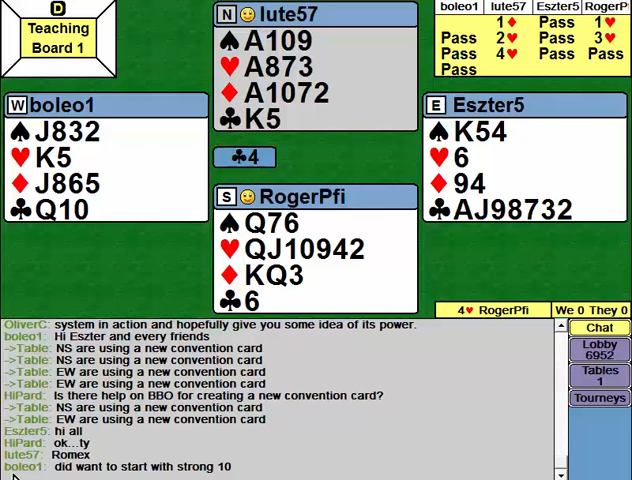 D
Teaching
Board 1
N lute57
♠A109
♥A873
♦A1072
♣K5
boleo1 lute57 Eszter5 RogerP
1♦ Pass 1♥
Pass 2♥ Pass 3♥
Pass 4♥ Pass Pass
Pass
W boleo1
♠J832
♥K5
♦J865
♣Q10
♣4
E Eszter5
♠K54
♥6
♦94
♣AJ98732
S RogerPfi
♠Q76
♥QJ10942
♦KQ3
♣6
4♥ RogerPfi We 0 They 0
OliverC: system in action and hopefully give you some idea of its power.
boleo1: Hi Eszter and every friends
->Table: NS are using a new convention card
->Table: NS are using a new convention card
->Table: EW are using a new convention card
->Table: EW are using a new convention card
HiPard: Is there help on BBO for creating a new convention card?
->Table: NS are using a new convention card
->Table: EW are using a new convention card
Eszter5: hi all
HiPard: ok...ty
lute57: Romex
boleo1: did want to start with strong 10
Chat
Lobby
6952
Tables
1
Tourneys